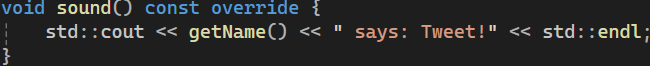 void sound() const override {
    std::cout << getName() << " says: Tweet!" << std::endl;
}